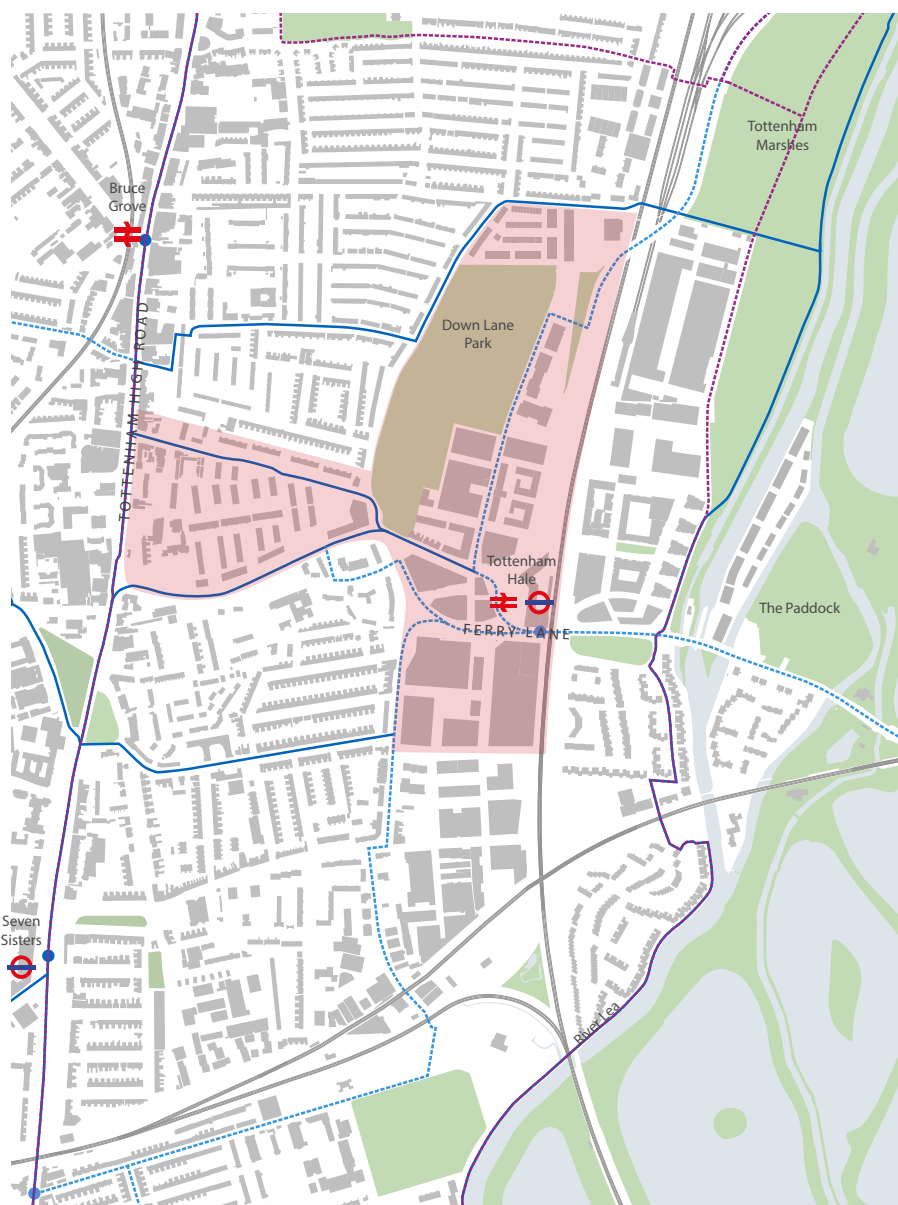 Tottenham
Marshes
Bruce
Grove
TOTTENHAM HIGH ROAD
Down Lane
Park
Tottenham
Hale
FERRY LANE
The Paddock
Seven
Sisters
River Lea